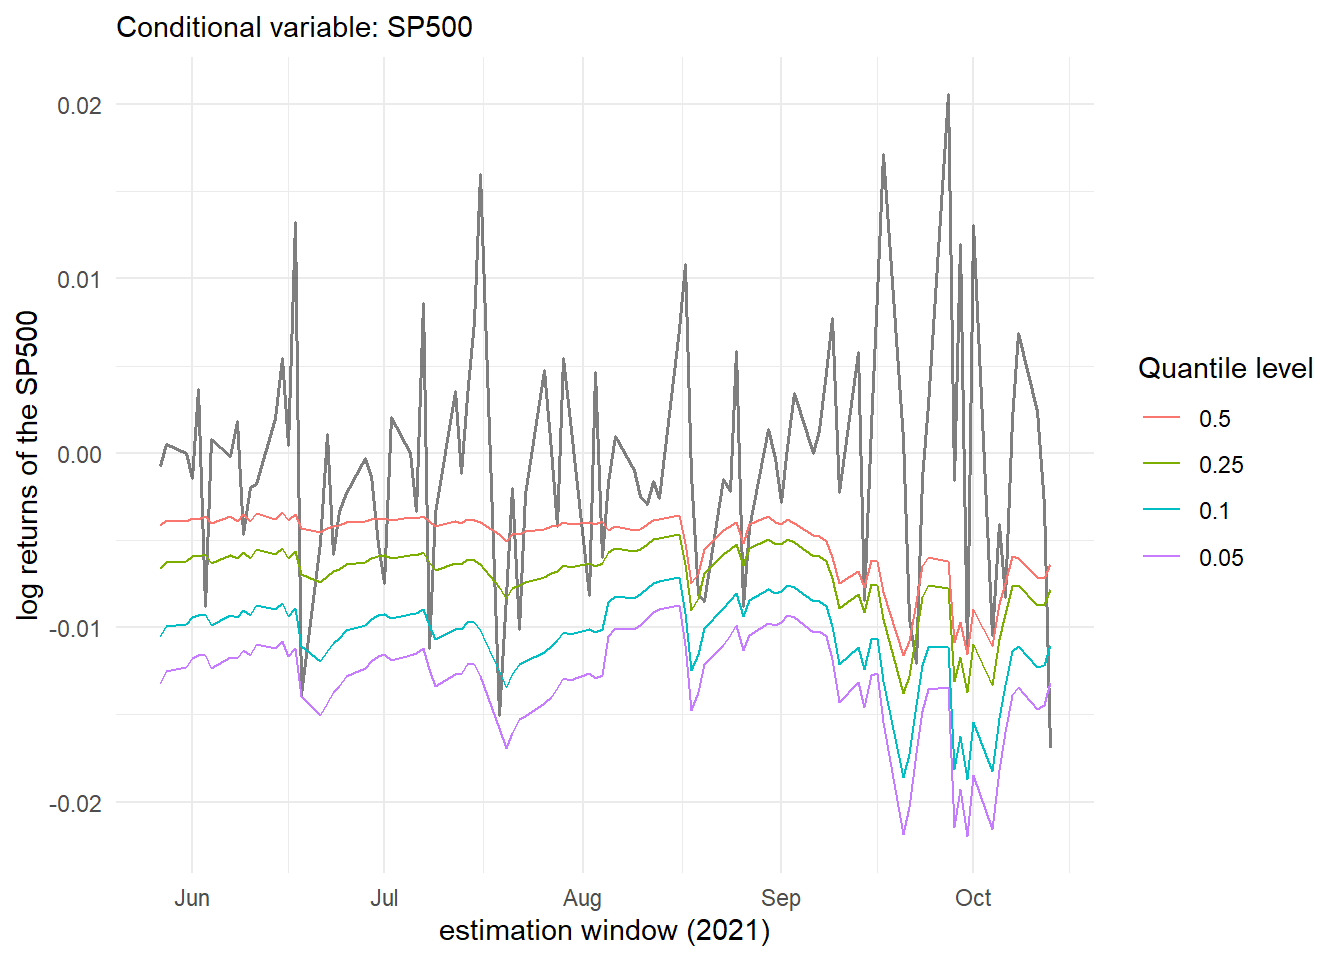 Conditional variable: SP500
log returns of the SP500
0.02
0.01
0.00
-0.01
-0.02
Jun
Jul
Aug
Sep
Oct
estimation window (2021)
Quantile level
0.5
0.25
0.1
0.05